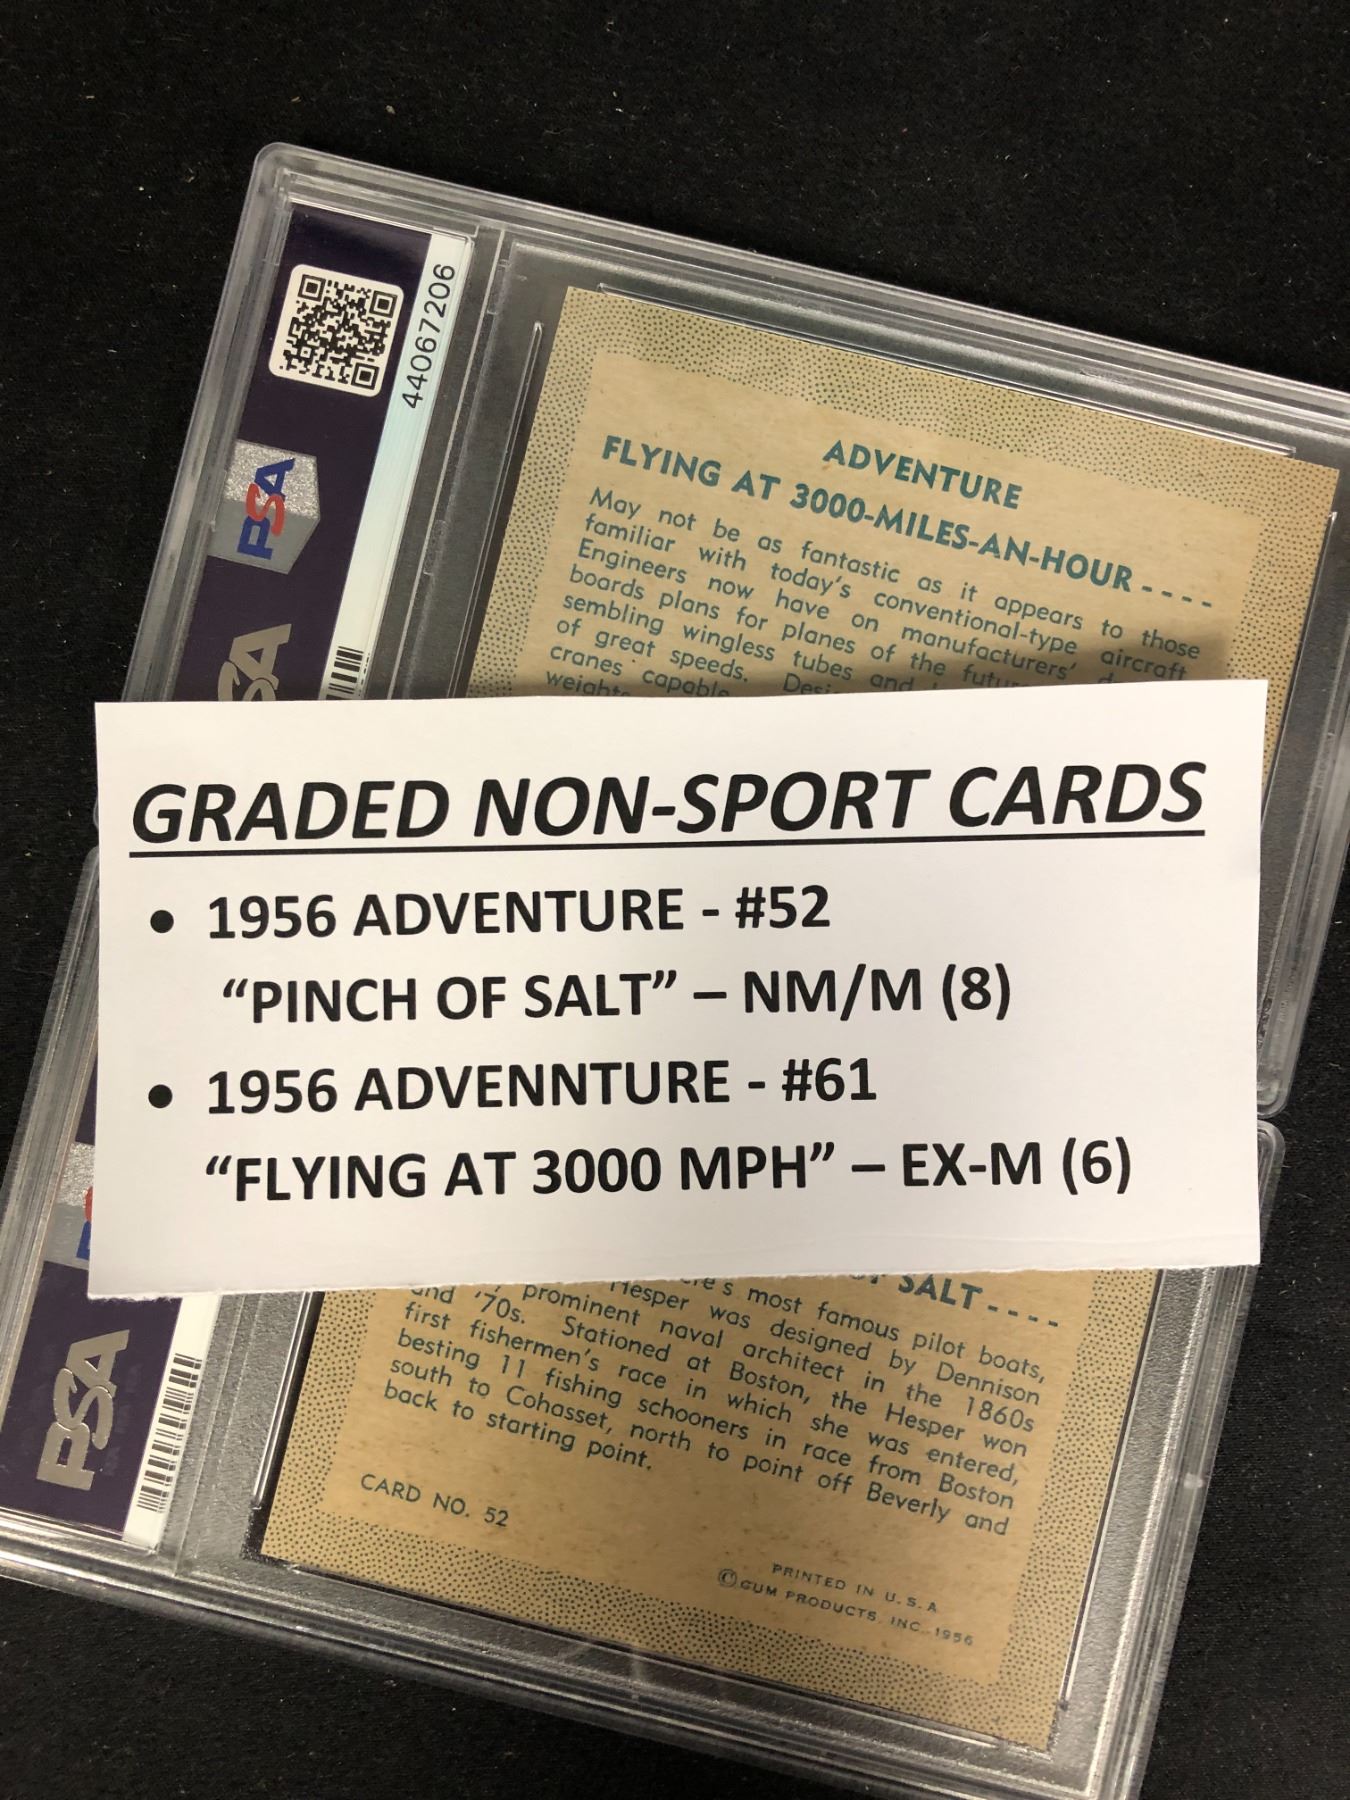 44067206
PSA
SA
ADVENTURE
FLYING AT 3000-MILES-AN-HOUR - - - -
May not be as fantastic as it appears to those
familiar with today's conventional-type aircraft
Engineers now have on manufacturers'
boards plans for planes of the future
sembling wingless tubes and
of great speeds. Desi
cranes capable
weights
GRADED NON-SPORT CARDS
• 1956 ADVENTURE - #52
“PINCH OF SALT” – NM/M (8)
• 1956 ADVENNTURE - #61
“FLYING AT 3000 MPH” – EX-M (6)
PSA
SALT - - - -
most famous pilot boats,
Hesper was designed by Dennison
prominent naval architect in the 1860s
and '70s. Stationed at Boston, the Hesper won
first fishermen's race in which she was entered,
besting 11 fishing schooners in race from Boston
south to Cohasset, north to point off Beverly and
back to starting point.
CARD NO. 52
PRINTED IN U.S.A
©GUM PRODUCTS, INC. 1956